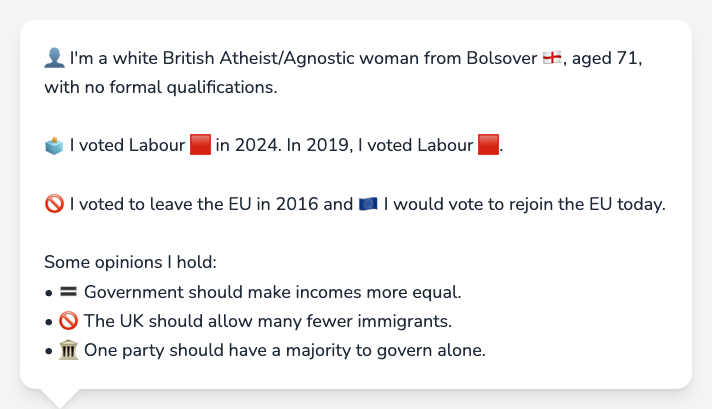 👤 I'm a white British Atheist/Agnostic woman from Bolsover 🏴󠁧󠁢󠁥󠁮󠁧󠁿, aged 71,
with no formal qualifications.
🗳️ I voted Labour 🟥 in 2024. In 2019, I voted Labour 🟥.
🚫 I voted to leave the EU in 2016 and 🇪🇺 I would vote to rejoin the EU today.
Some opinions I hold:
• 🟰 Government should make incomes more equal.
• 🚫 The UK should allow many fewer immigrants.
• 🏛️ One party should have a majority to govern alone.